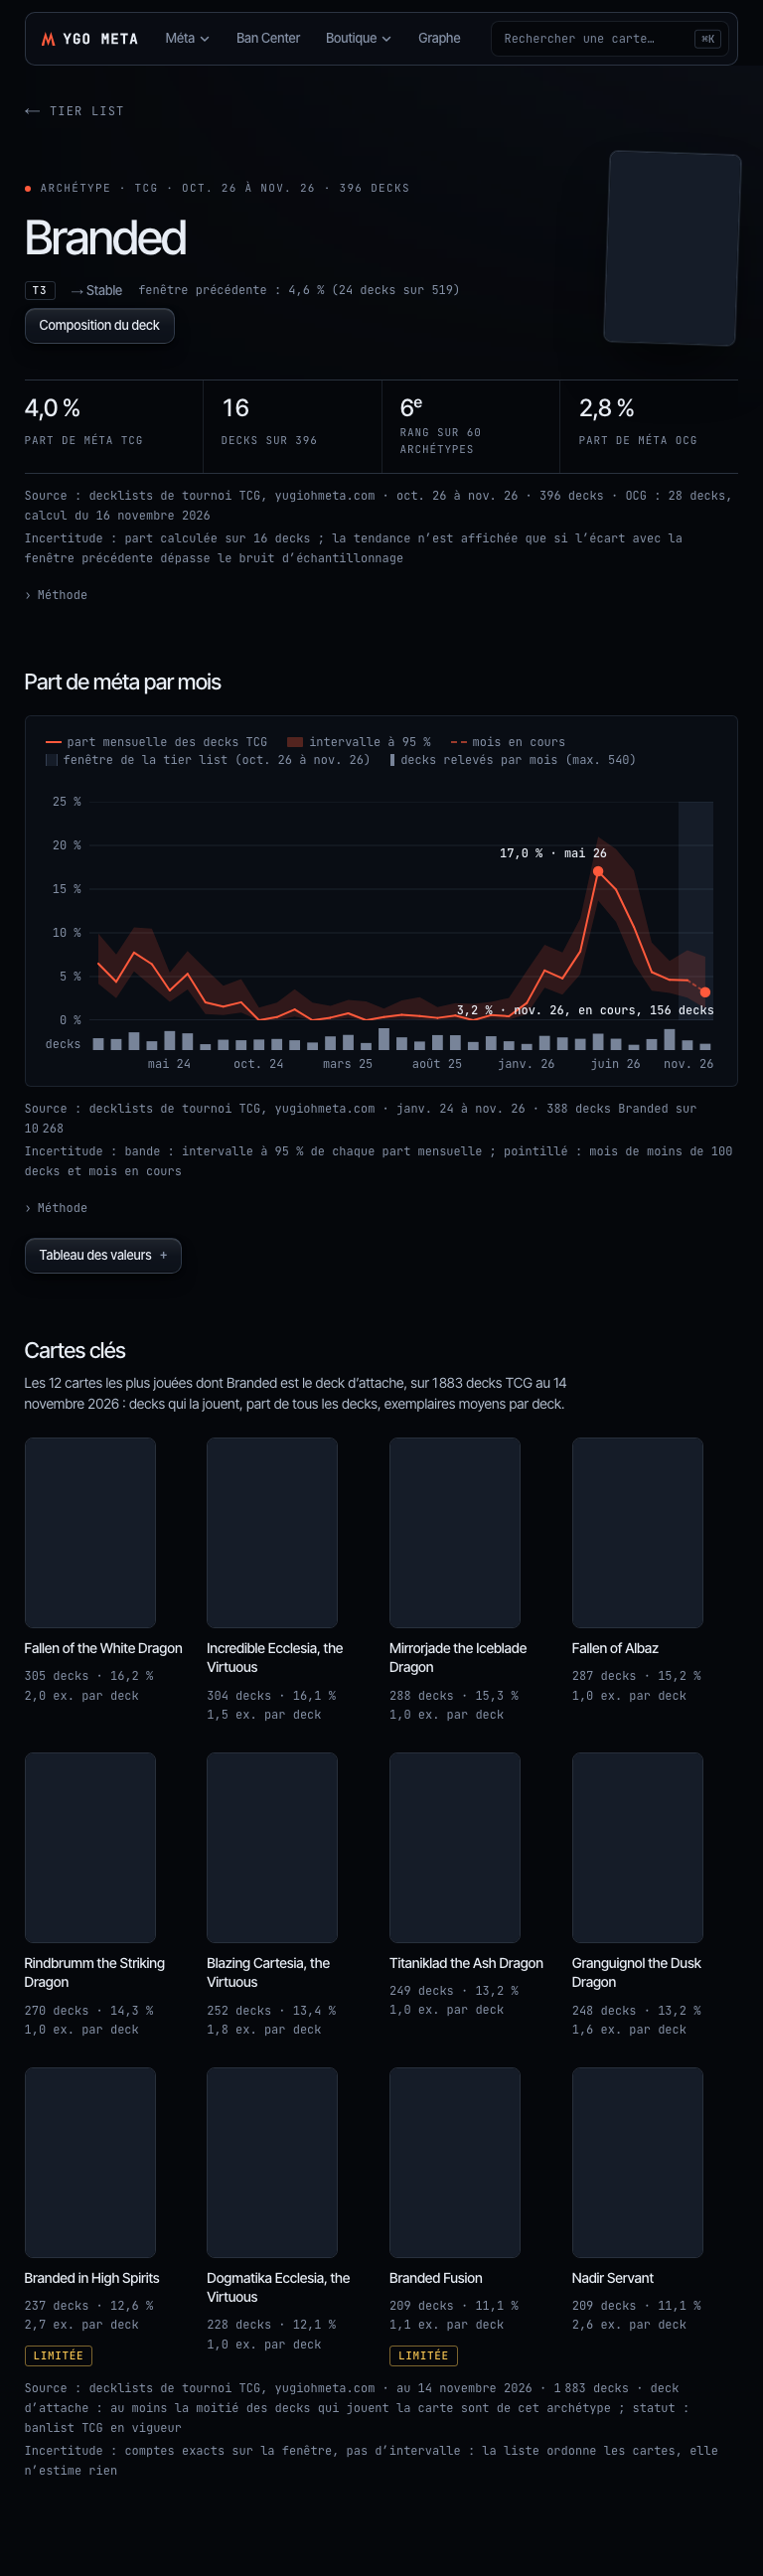 YGO META
Méta
Ban Center
Boutique
Graphe
Rechercher une carte…
⌘K
← TIER LIST
ARCHÉTYPE · TCG · OCT. 26 À NOV. 26 · 396 DECKS
Branded
T3
→ Stable
fenêtre précédente : 4,6 % (24 decks sur 519)
Composition du deck
4,0 %
PART DE MÉTA TCG
16
DECKS SUR 396
6e
RANG SUR 60
ARCHÉTYPES
2,8 %
PART DE MÉTA OCG
Source : decklists de tournoi TCG, yugiohmeta.com · oct. 26 à nov. 26 · 396 decks · OCG : 28 decks,
calcul du 16 novembre 2026
Incertitude : part calculée sur 16 decks ; la tendance n’est affichée que si l’écart avec la
fenêtre précédente dépasse le bruit d’échantillonnage
› Méthode
Part de méta par mois
part mensuelle des decks TCG
intervalle à 95 %
mois en cours
fenêtre de la tier list (oct. 26 à nov. 26)
decks relevés par mois (max. 540)
25 %
20 %
15 %
10 %
5 %
0 %
17,0 % · mai 26
3,2 % · nov. 26, en cours, 156 decks
decks
mai 24
oct. 24
mars 25
août 25
janv. 26
juin 26
nov. 26
Source : decklists de tournoi TCG, yugiohmeta.com · janv. 24 à nov. 26 · 388 decks Branded sur
10 268
Incertitude : bande : intervalle à 95 % de chaque part mensuelle ; pointillé : mois de moins de 100
decks et mois en cours
› Méthode
Tableau des valeurs +
Cartes clés
Les 12 cartes les plus jouées dont Branded est le deck d’attache, sur 1 883 decks TCG au 14
novembre 2026 : decks qui la jouent, part de tous les decks, exemplaires moyens par deck.
Fallen of the White Dragon
305 decks · 16,2 %
2,0 ex. par deck
Incredible Ecclesia, the
Virtuous
304 decks · 16,1 %
1,5 ex. par deck
Mirrorjade the Iceblade
Dragon
288 decks · 15,3 %
1,0 ex. par deck
Fallen of Albaz
287 decks · 15,2 %
1,0 ex. par deck
Rindbrumm the Striking
Dragon
270 decks · 14,3 %
1,0 ex. par deck
Blazing Cartesia, the
Virtuous
252 decks · 13,4 %
1,8 ex. par deck
Titaniklad the Ash Dragon
249 decks · 13,2 %
1,0 ex. par deck
Granguignol the Dusk
Dragon
248 decks · 13,2 %
1,6 ex. par deck
Branded in High Spirits
237 decks · 12,6 %
2,7 ex. par deck
LIMITÉE
Dogmatika Ecclesia, the
Virtuous
228 decks · 12,1 %
1,0 ex. par deck
Branded Fusion
209 decks · 11,1 %
1,1 ex. par deck
LIMITÉE
Nadir Servant
209 decks · 11,1 %
2,6 ex. par deck
Source : decklists de tournoi TCG, yugiohmeta.com · au 14 novembre 2026 · 1 883 decks · deck
d’attache : au moins la moitié des decks qui jouent la carte sont de cet archétype ; statut :
banlist TCG en vigueur
Incertitude : comptes exacts sur la fenêtre, pas d’intervalle : la liste ordonne les cartes, elle
n’estime rien